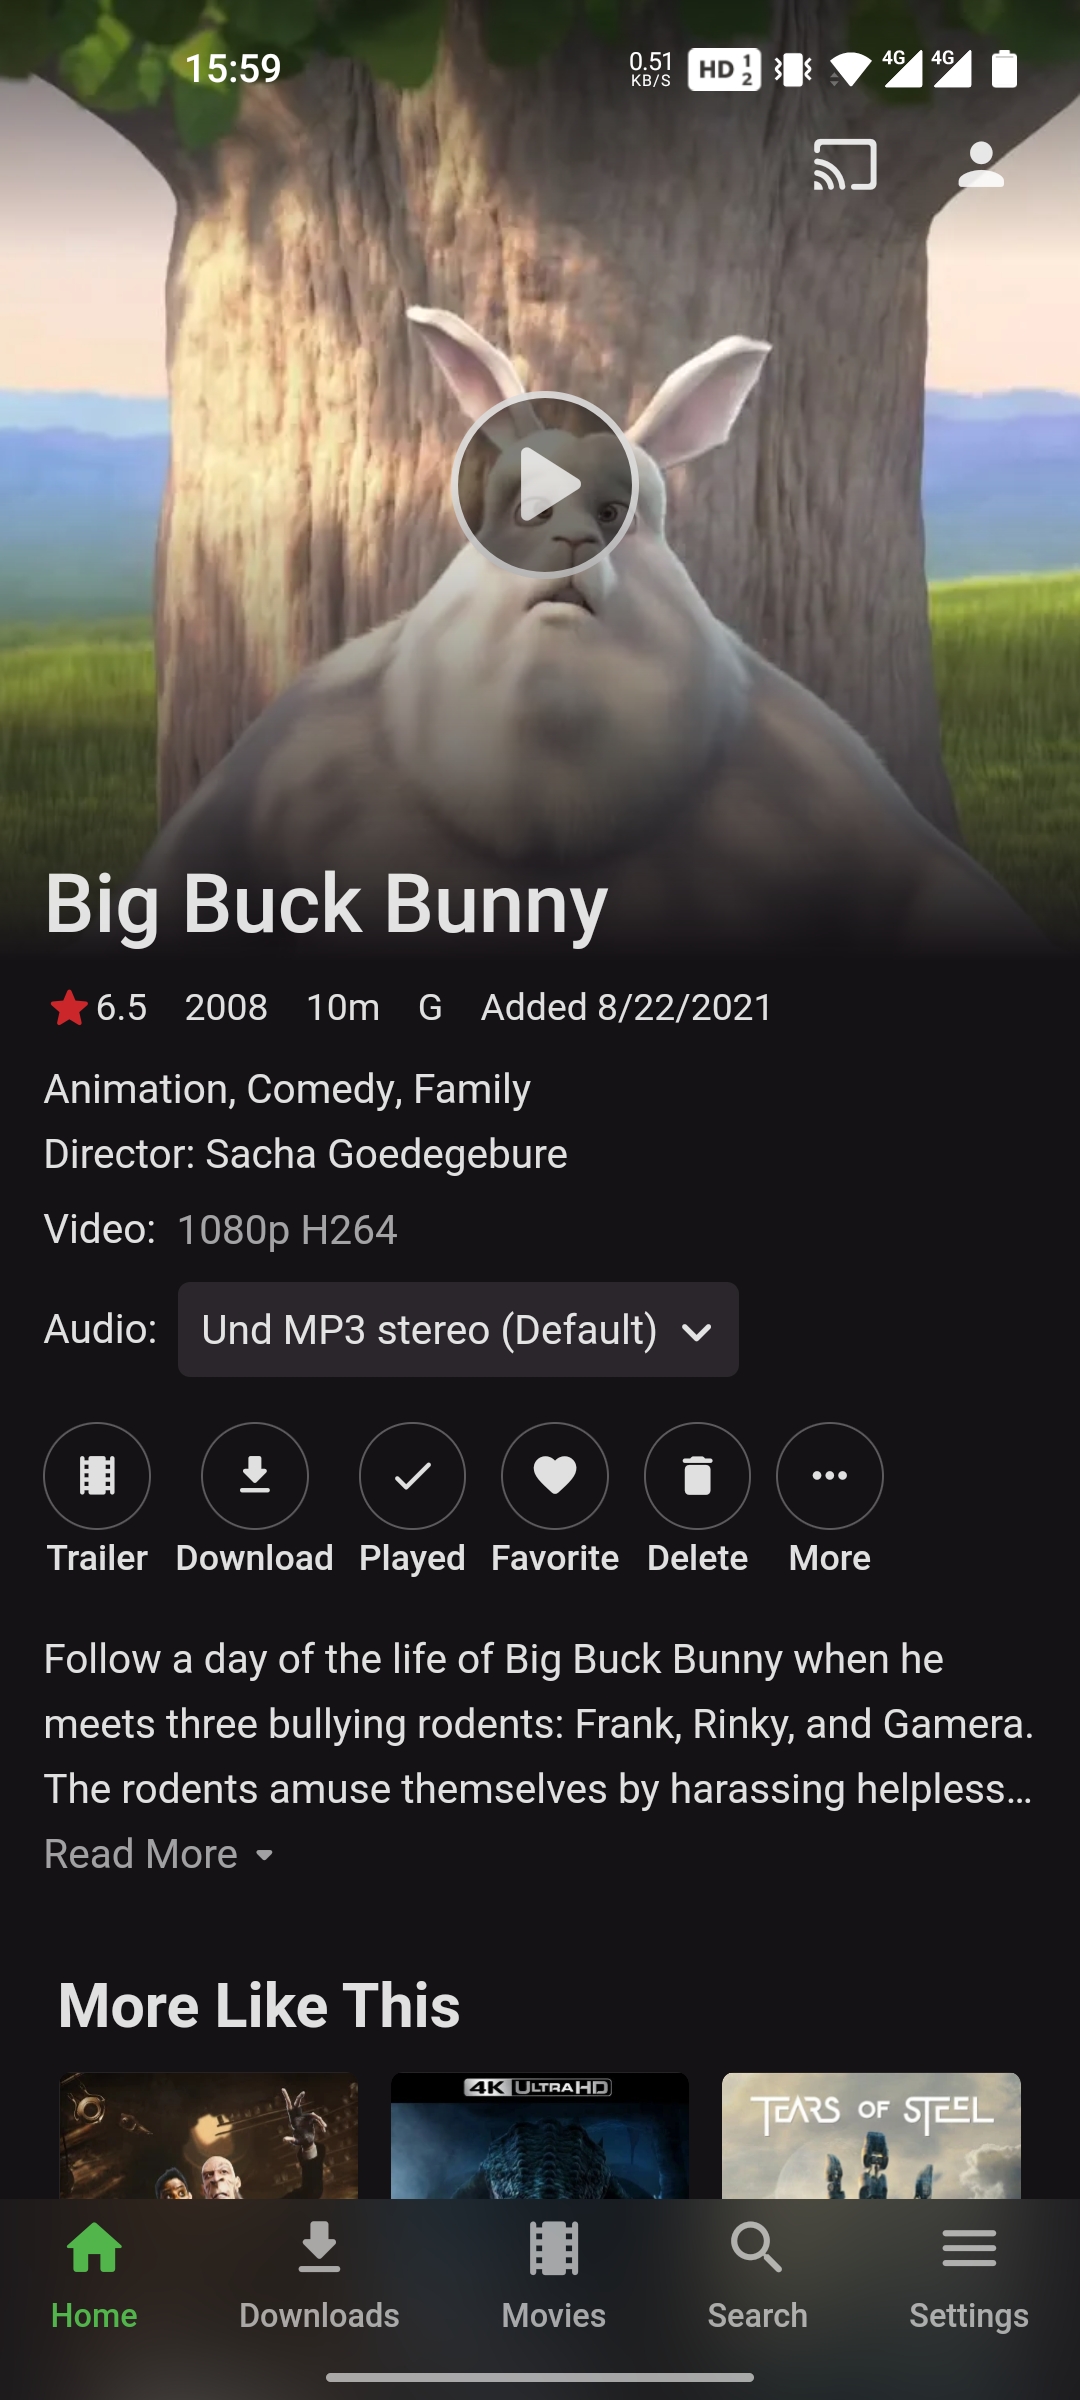 15:59
0.51
KB/S
HD 1
2
4G 4G
Big Buck Bunny
6.5 2008 10m G Added 8/22/2021
Animation, Comedy, Family
Director: Sacha Goedegebure
Video: 1080p H264
Audio: Und MP3 stereo (Default)
Trailer Download Played Favorite Delete More
Follow a day of the life of Big Buck Bunny when he
meets three bullying rodents: Frank, Rinky, and Gamera.
The rodents amuse themselves by harassing helpless...
Read More
More Like This
4K ULTRA HD
TEARS OF STEEL
Home Downloads Movies Search Settings